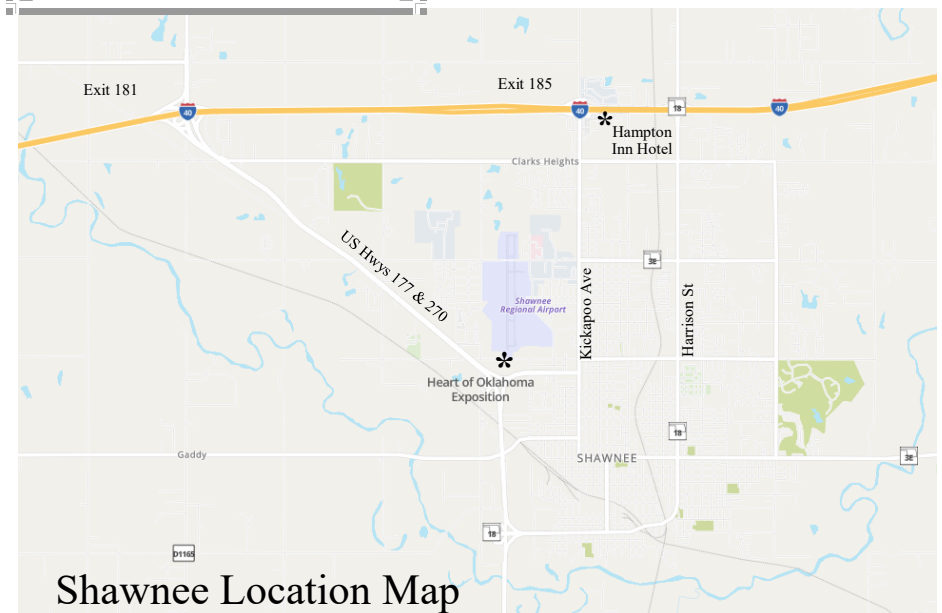 Exit 181
Exit 185
40
40
18
40
Hampton
Inn Hotel
Clarks Heights
US Hwys 177 & 270
3E
Kickapoo Ave
Harrison St
Shawnee
Regional Airport
Heart of Oklahoma
Exposition
18
Gaddy
SHAWNEE
3E
18
D1165
Shawnee Location Map